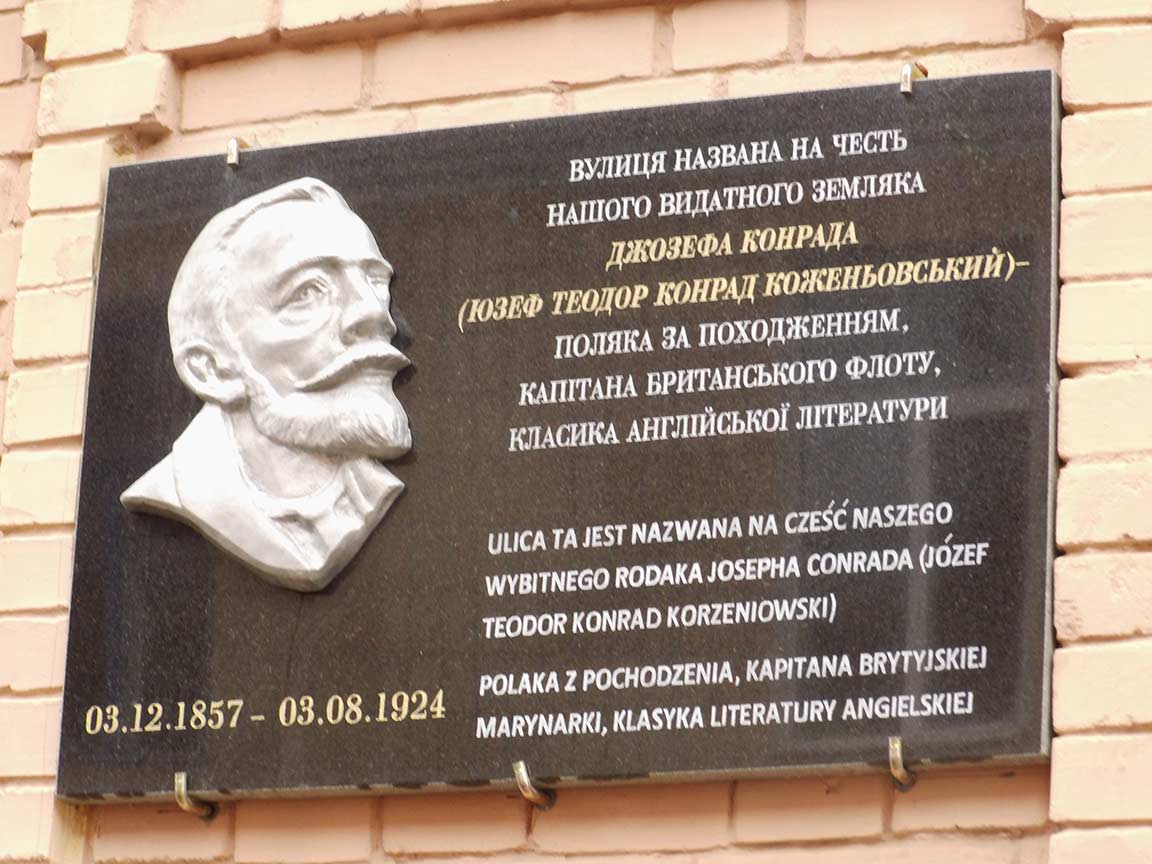 ВУЛИЦЯ НАЗВАНА НА ЧЕСТЬ
НАШОГО ВИДАТНОГО ЗЕМЛЯКА
ДЖОЗЕФА КОНРАДА
(ЮЗЕФ ТЕОДОР КОНРАД КОЖЕНЬОВСЬКИЙ)–
ПОЛЯКА ЗА ПОХОДЖЕННЯМ,
КАПІТАНА БРИТАНСЬКОГО ФЛОТУ,
КЛАСИКА АНГЛІЙСЬКОЇ ЛІТЕРАТУРИ
ULICA TA JEST NAZWANA NA CZEŚĆ NASZEGO
WYBITNEGO RODAKA JOSEPHA CONRADA (JÓZEF
TEODOR KONRAD KORZENIOWSKI)
POLAKA Z POCHODZENIA, KAPITANA BRYTYJSKIEJ
MARYNARKI, KLASYKA LITERATURY ANGIELSKIEJ
03.12.1857 – 03.08.1924